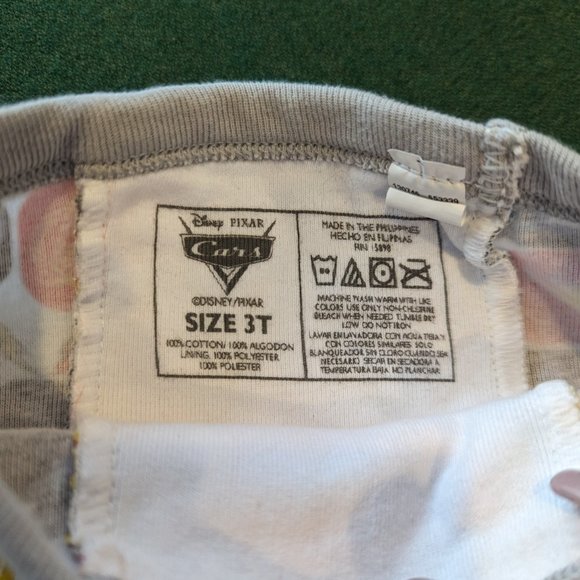 Disney PIXAR
Cars
©DISNEY/PIXAR
SIZE 3T
100% COTTON/ 100% ALGODON
LINING: 100% POLYESTER
100% POLIESTER
MADE IN THE PHILIPPINES
HECHO EN FILIPINAS
RN 15898
MACHINE WASH WARM WITH LIKE
COLORS USE ONLY NON-CHLORINE
BLEACH WHEN NEEDED TUMBLE DRY
LOW DO NOT IRON
LAVAR EN LAVADORA CON AGUA TIBIA Y
CON COLORES SIMILARES SOLO
BLANQUEADOR SIN CLORO CUANDO SEA
NECESARIO SECAR EN SECADORA A
TEMPERATURA BAJA NO PLANCHAR